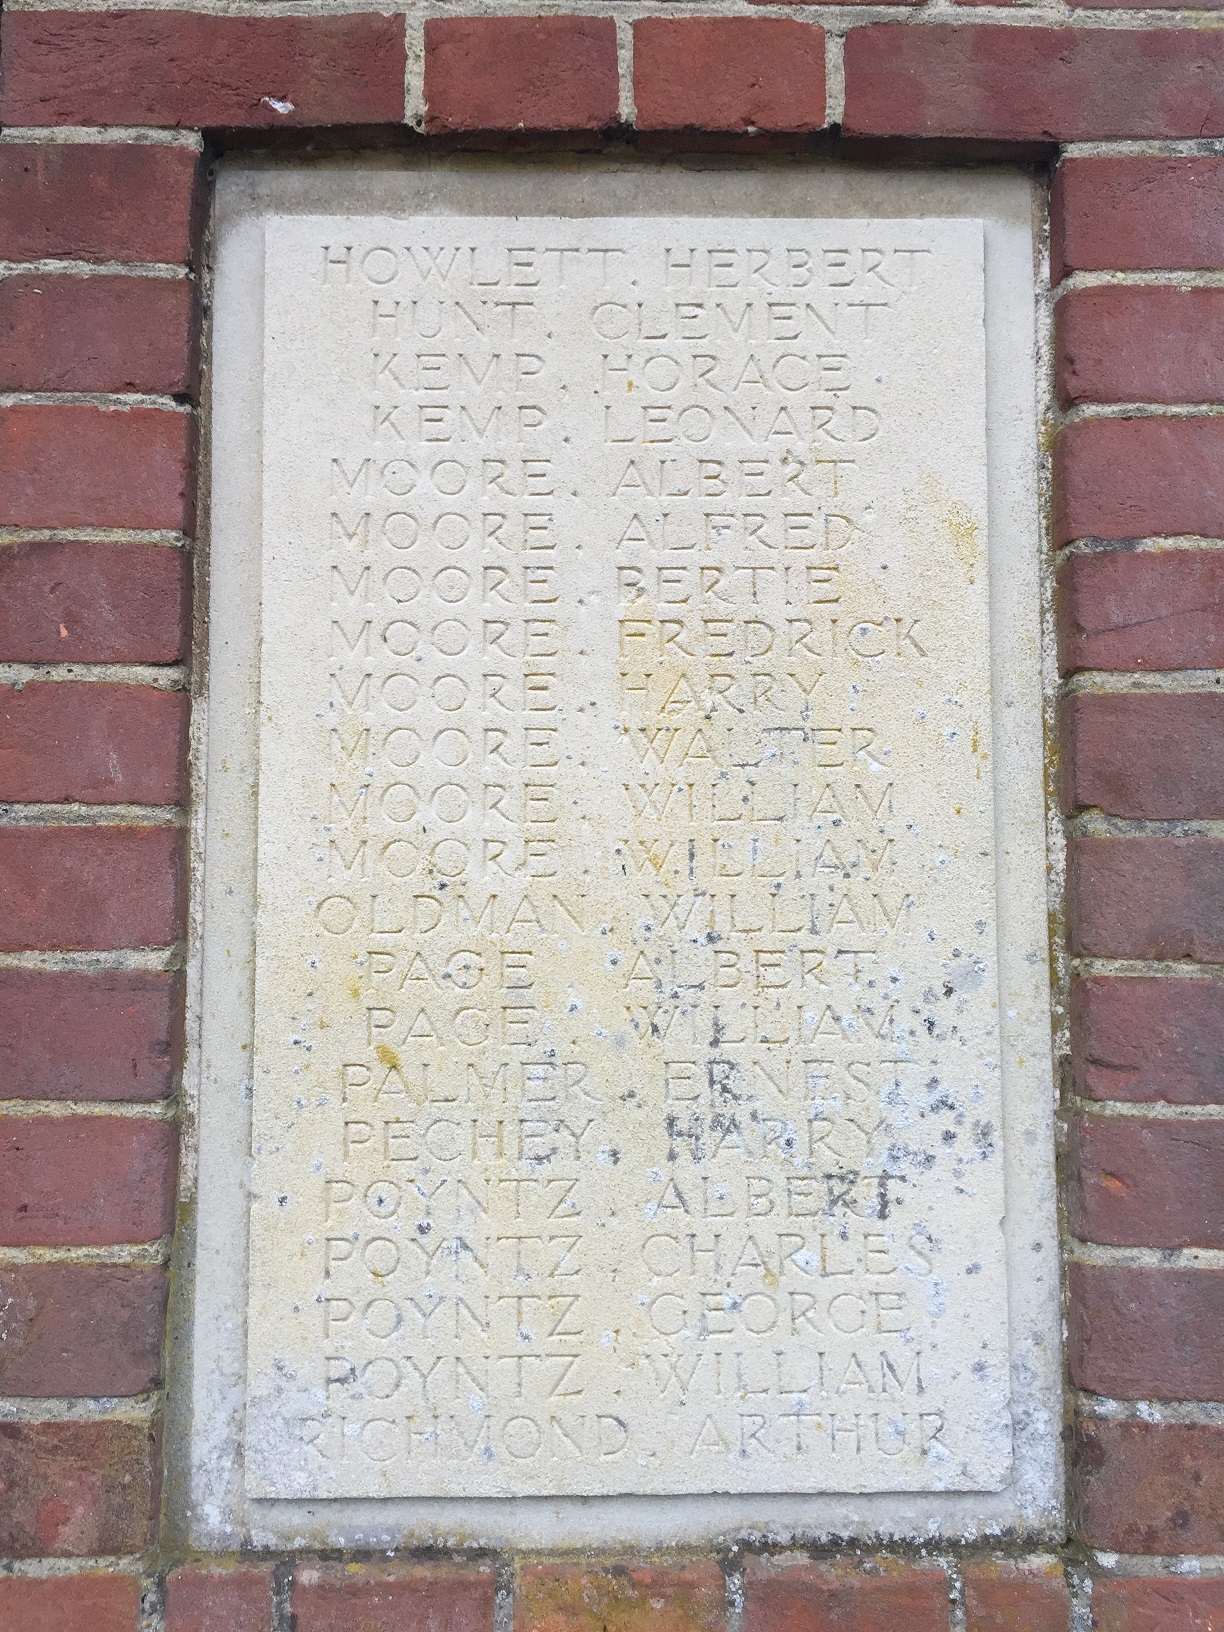 HOWLETT. HERBERT
HUNT. CLEMENT
KEMP. HORACE
KEMP. LEONARD
MOORE. ALBERT
MOORE. ALFRED
MOORE. BERTIE
MOORE. FREDRICK
MOORE. HARRY
MOORE. WALTER
MOORE. WILLIAM
MOORE. WILLIAM
OLDMAN. WILLIAM
PAGE. ALBERT
PAGE. WILLIAM
PALMER. ERNEST
PECHEY. HARRY
POYNTZ. ALBERT
POYNTZ. CHARLES
POYNTZ. GEORGE
POYNTZ. WILLIAM
RICHMOND. ARTHUR